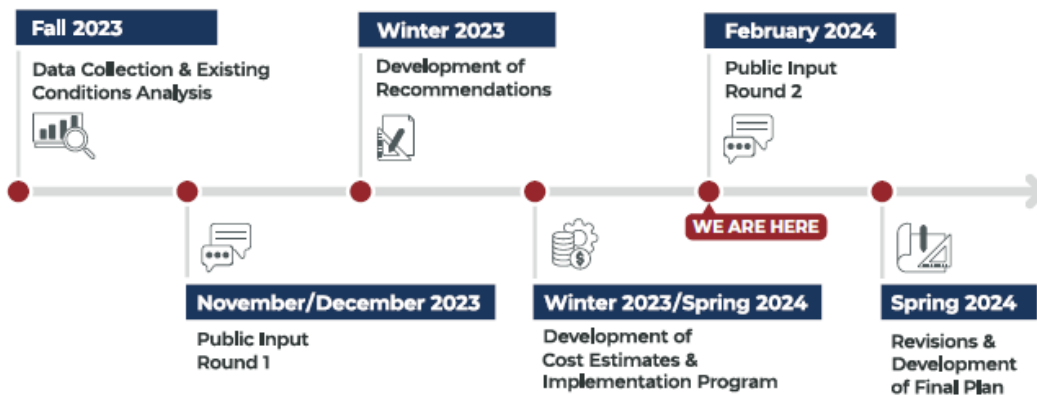 Fall 2023
Data Collection & Existing
Conditions Analysis
Winter 2023
Development of
Recommendations
February 2024
Public Input
Round 2
WE ARE HERE
$
November/December 2023
Public Input
Round 1
Winter 2023/Spring 2024
Development of
Cost Estimates &
Implementation Program
Spring 2024
Revisions &
Development
of Final Plan